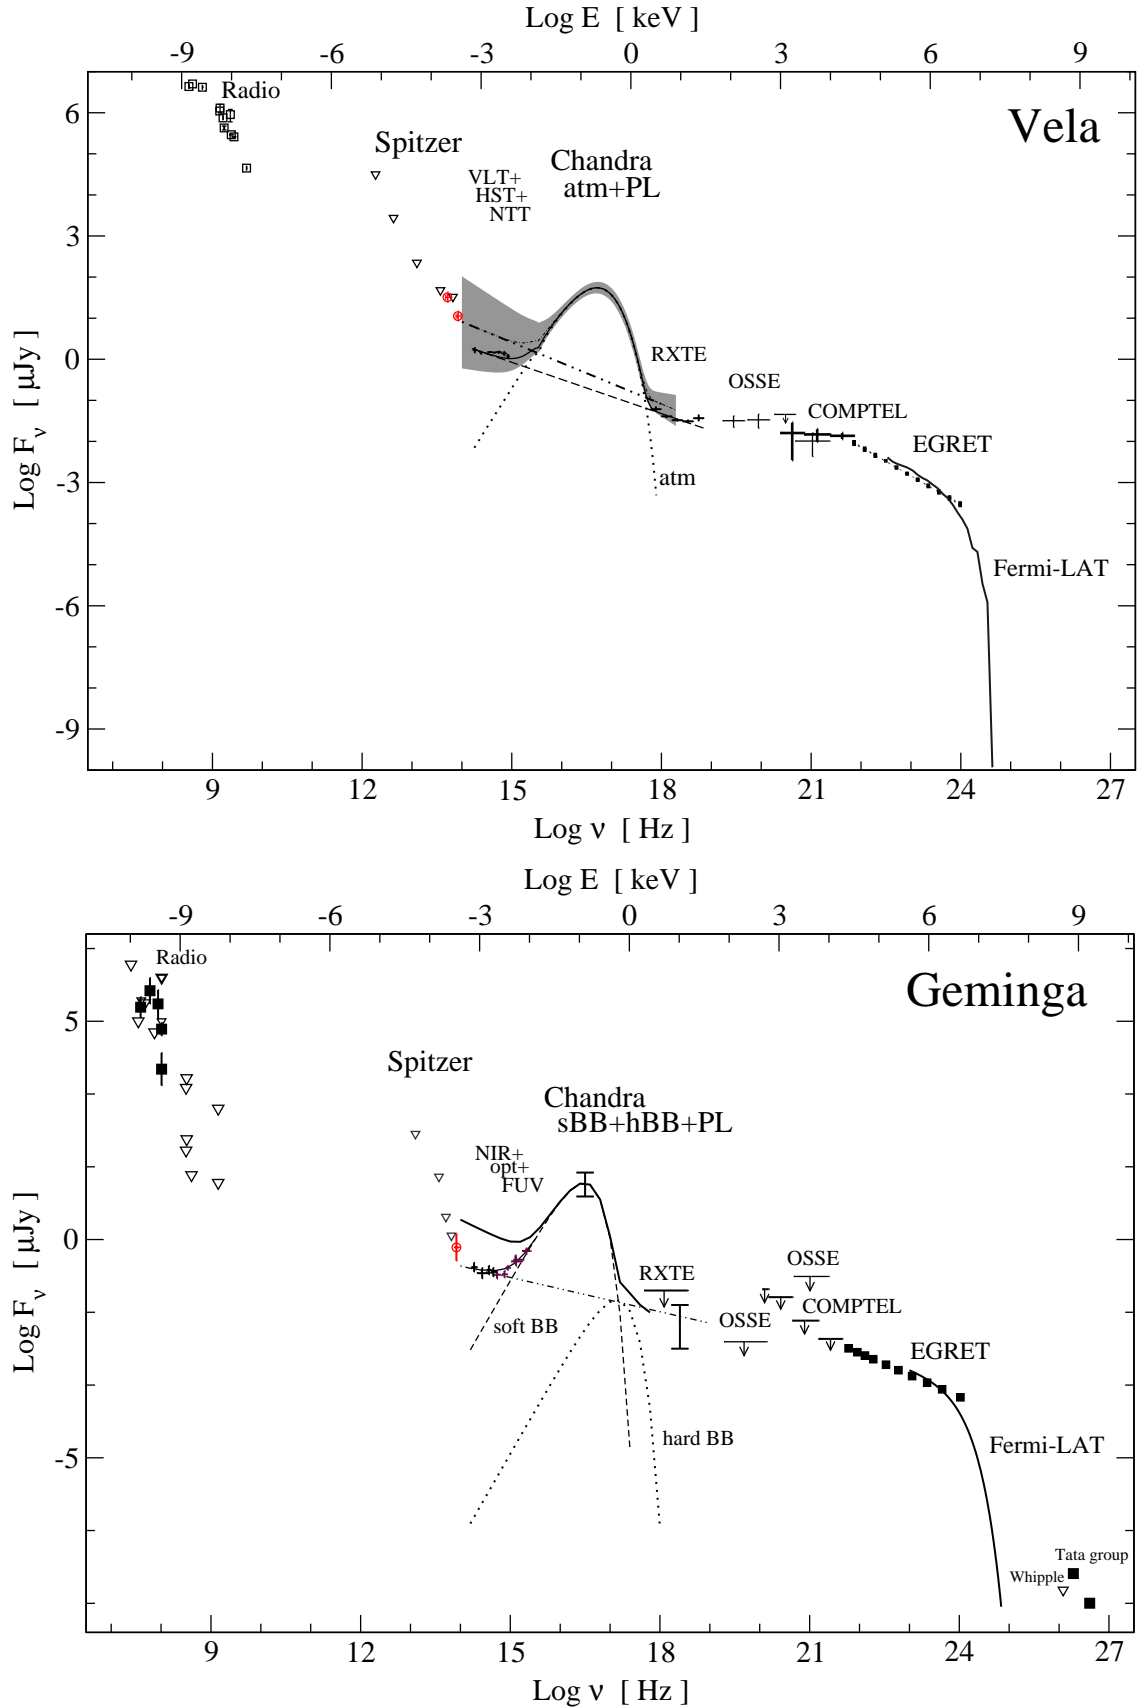 Log E [ keV ]
-9 -6 -3 0 3 6 9
Radio
Vela
Spitzer
Chandra
atm+PL
VLT+
HST+
NTT
RXTE
OSSE
COMPTEL
EGRET
atm
Fermi-LAT
6
3
0
-3
-6
-9
Log Fν [ μJy ]
9 12 15 18 21 24 27
Log ν [ Hz ]
Log E [ keV ]
-9 -6 -3 0 3 6 9
Radio
Geminga
Spitzer
Chandra
sBB+hBB+PL
NIR+
opt+
FUV
OSSE
RXTE
OSSE
COMPTEL
soft BB
EGRET
hard BB
Fermi-LAT
Tata group
Whipple
5
0
-5
Log Fν [ μJy ]
9 12 15 18 21 24 27
Log ν [ Hz ]